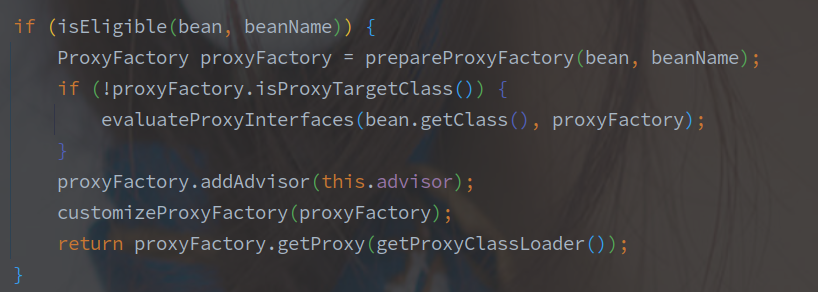 if (isEligible(bean, beanName)) {
    ProxyFactory proxyFactory = prepareProxyFactory(bean, beanName);
    if (!proxyFactory.isProxyTargetClass()) {
        evaluateProxyInterfaces(bean.getClass(), proxyFactory);
    }
    proxyFactory.addAdvisor(this.advisor);
    customizeProxyFactory(proxyFactory);
    return proxyFactory.getProxy(getProxyClassLoader());
}